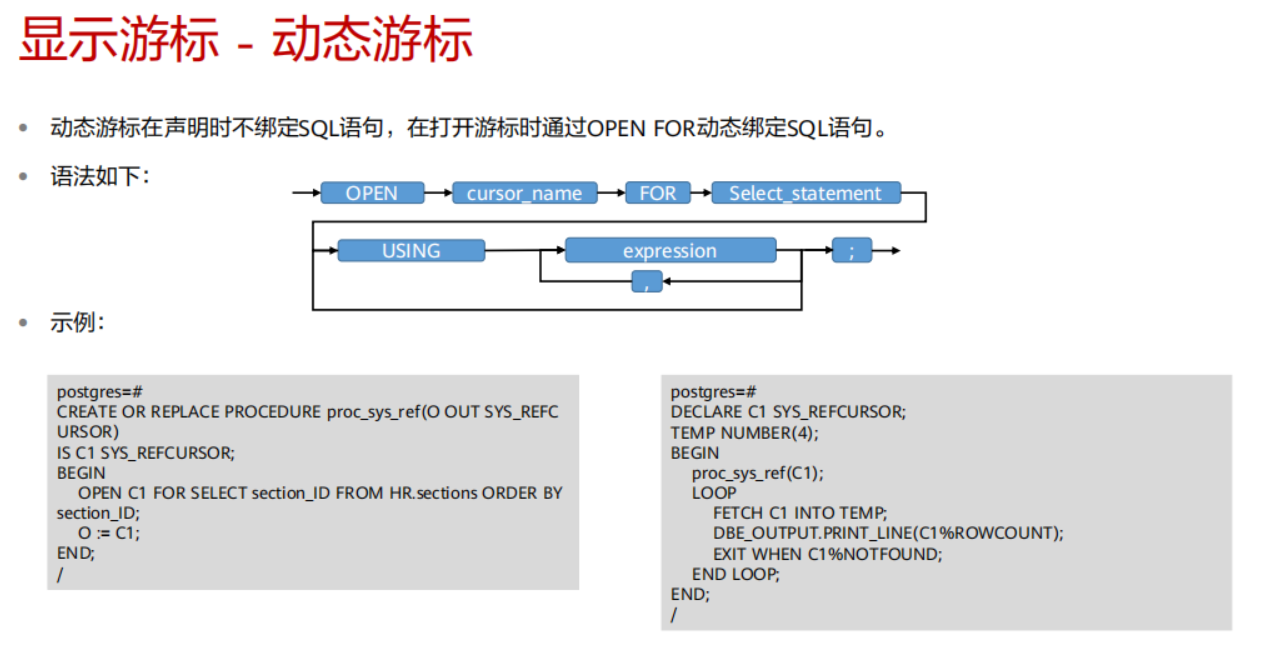 显示游标 - 动态游标
• 动态游标在声明时不绑定SQL语句，在打开游标时通过OPEN FOR动态绑定SQL语句。
• 语法如下：
OPEN cursor_name FOR Select_statement
USING expression ;
,
• 示例：
postgres=#
CREATE OR REPLACE PROCEDURE proc_sys_ref(O OUT SYS_REFC
URSOR)
IS C1 SYS_REFCURSOR;
BEGIN
OPEN C1 FOR SELECT section_ID FROM HR.sections ORDER BY
section_ID;
O := C1;
END;
/
postgres=#
DECLARE C1 SYS_REFCURSOR;
TEMP NUMBER(4);
BEGIN
proc_sys_ref(C1);
LOOP
FETCH C1 INTO TEMP;
DBE_OUTPUT.PRINT_LINE(C1%ROWCOUNT);
EXIT WHEN C1%NOTFOUND;
END LOOP;
END;
/